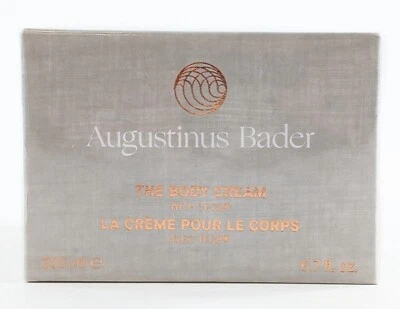 Augustinus Bader
THE BODY CREAM
LA CRÈME POUR LE CORPS
6.7 fl. oz.